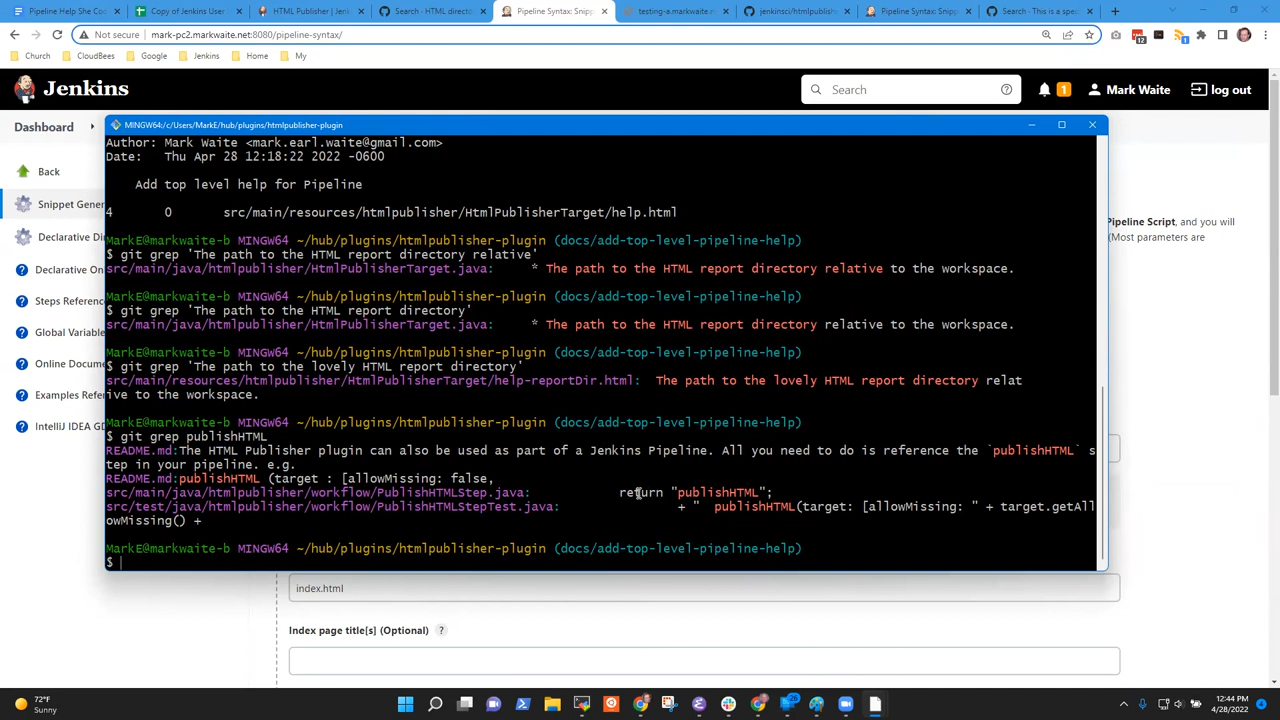 Pipeline Help She Co
Copy of Jenkins User
HTML Publisher | Jen
Search - HTML direct
Pipeline Syntax: Snipp
testing-a.markwaite.n
jenkinsci/htmlpublish
Pipeline Syntax: Snip
Search - This is a spe
Not secure | mark-pc2.markwaite.net:8080/pipeline-syntax/
12
1
Church
CloudBees
Google
Jenkins
Home
My
Jenkins
Search
1
Mark Waite
log out
Dashboard
MINGW64:/c/Users/MarkE/hub/plugins/htmlpublisher-plugin
Back
Snippet Gener
Declarative Di
Declarative On
Steps Reference
Global Variable
Online Docume
Examples Refe
IntelliJ IDEA GD
Author: Mark Waite <mark.earl.waite@gmail.com>
Date:   Thu Apr 28 12:18:22 2022 -0600
Add top level help for Pipeline
4       0       src/main/resources/htmlpublisher/HtmlPublisherTarget/help.html
MarkE@markwaite-b MINGW64 ~/hub/plugins/htmlpublisher-plugin (docs/add-top-level-pipeline-help)
$ git grep 'The path to the HTML report directory relative'
src/main/java/htmlpublisher/HtmlPublisherTarget.java:     * The path to the HTML report directory relative to the workspace.
MarkE@markwaite-b MINGW64 ~/hub/plugins/htmlpublisher-plugin (docs/add-top-level-pipeline-help)
$ git grep 'The path to the HTML report directory'
src/main/java/htmlpublisher/HtmlPublisherTarget.java:     * The path to the HTML report directory relative to the workspace.
MarkE@markwaite-b MINGW64 ~/hub/plugins/htmlpublisher-plugin (docs/add-top-level-pipeline-help)
$ git grep 'The path to the lovely HTML report directory'
src/main/resources/htmlpublisher/HtmlPublisherTarget/help-reportDir.html:  The path to the lovely HTML report directory relat
ive to the workspace.
MarkE@markwaite-b MINGW64 ~/hub/plugins/htmlpublisher-plugin (docs/add-top-level-pipeline-help)
$ git grep publishHTML
README.md:The HTML Publisher plugin can also be used as part of a Jenkins Pipeline. All you need to do is reference the `publishHTML` s
tep in your pipeline. e.g.
README.md:publishHTML (target : [allowMissing: false,
src/main/java/htmlpublisher/workflow/PublishHTMLStep.java:            return "publishHTML";
src/test/java/htmlpublisher/workflow/PublishHTMLStepTest.java:                + "  publishHTML(target: [allowMissing: " + target.getAll
owMissing() +
MarkE@markwaite-b MINGW64 ~/hub/plugins/htmlpublisher-plugin (docs/add-top-level-pipeline-help)
$
Pipeline Script, and you will
(Most parameters are
index.html
Index page title[s] (Optional) ?
72°F
Sunny
26
12:44 PM
4/28/2022